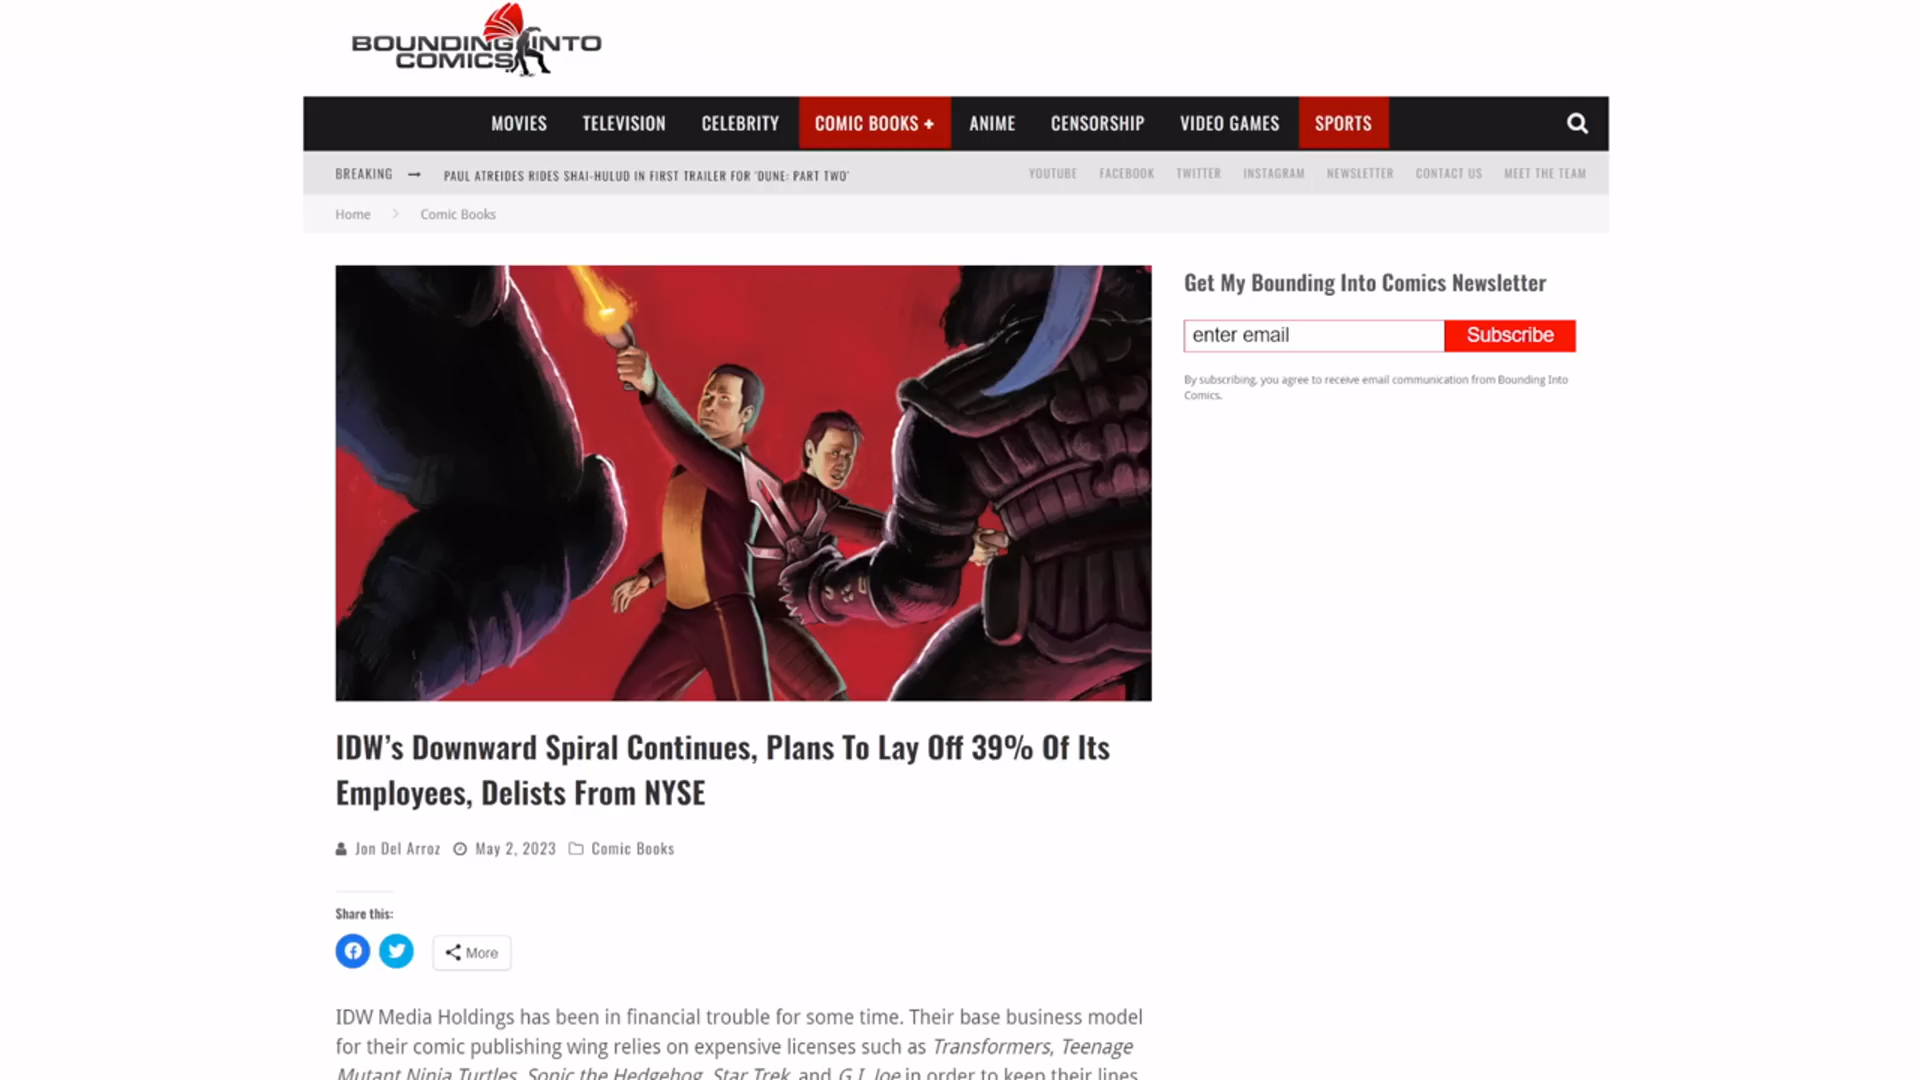 BOUNDING INTO
COMICS
MOVIES TELEVISION CELEBRITY COMIC BOOKS + ANIME CENSORSHIP VIDEO GAMES SPORTS
BREAKING → PAUL ATREIDES RIDES SHAI-HULUD IN FIRST TRAILER FOR 'DUNE: PART TWO' YOUTUBE FACEBOOK TWITTER INSTAGRAM NEWSLETTER CONTACT US MEET THE TEAM
Home > Comic Books
Get My Bounding Into Comics Newsletter
enter email Subscribe
By subscribing, you agree to receive email communication from Bounding Into
Comics.
IDW’s Downward Spiral Continues, Plans To Lay Off 39% Of Its
Employees, Delists From NYSE
Jon Del Arroz May 2, 2023 Comic Books
Share this:
More
IDW Media Holdings has been in financial trouble for some time. Their base business model
for their comic publishing wing relies on expensive licenses such as Transformers, Teenage
Mutant Ninja Turtles, Sonic the Hedgehog, Star Trek, and G.I. Joe in order to keep their lines